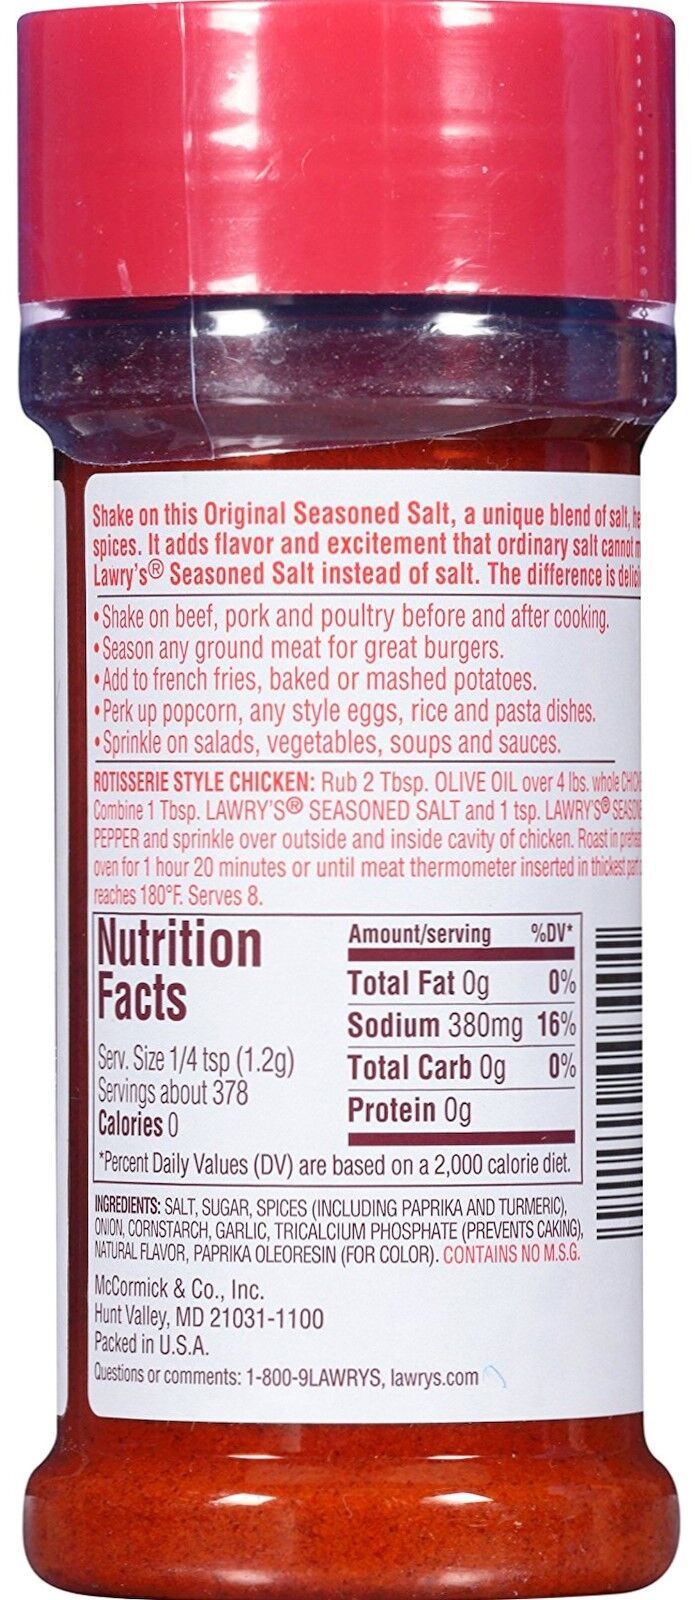 Shake on this Original Seasoned Salt, a unique blend of salt,
spices. It adds flavor and excitement that ordinary salt cannot
Lawry's® Seasoned Salt instead of salt. The difference is
• Shake on beef, pork and poultry before and after cooking.
• Season any ground meat for great burgers.
• Add to french fries, baked or mashed potatoes.
• Perk up popcorn, any style eggs, rice and pasta dishes.
• Sprinkle on salads, vegetables, soups and sauces.
ROTISSERIE STYLE CHICKEN: Rub 2 Tbsp. OLIVE OIL over 4 lbs. whole
Combine 1 Tbsp. LAWRY'S® SEASONED SALT and 1 tsp. LAWRY'S®
PEPPER and sprinkle over outside and inside cavity of chicken. Roast in
oven for 1 hour 20 minutes or until meat thermometer inserted in thickest
reaches 180°F. Serves 8.
Nutrition
Facts
Serv. Size 1/4 tsp (1.2g)
Servings about 378
Calories 0
Amount/serving %DV*
Total Fat 0g 0%
Sodium 380mg 16%
Total Carb 0g 0%
Protein 0g
*Percent Daily Values (DV) are based on a 2,000 calorie diet.
INGREDIENTS: SALT, SUGAR, SPICES (INCLUDING PAPRIKA AND TURMERIC),
ONION, CORNSTARCH, GARLIC, TRICALCIUM PHOSPHATE (PREVENTS CAKING),
NATURAL FLAVOR, PAPRIKA OLEORESIN (FOR COLOR). CONTAINS NO M.S.G.
McCormick & Co., Inc.
Hunt Valley, MD 21031-1100
Packed in U.S.A.
Questions or comments: 1-800-9LAWRYS, lawrys.com